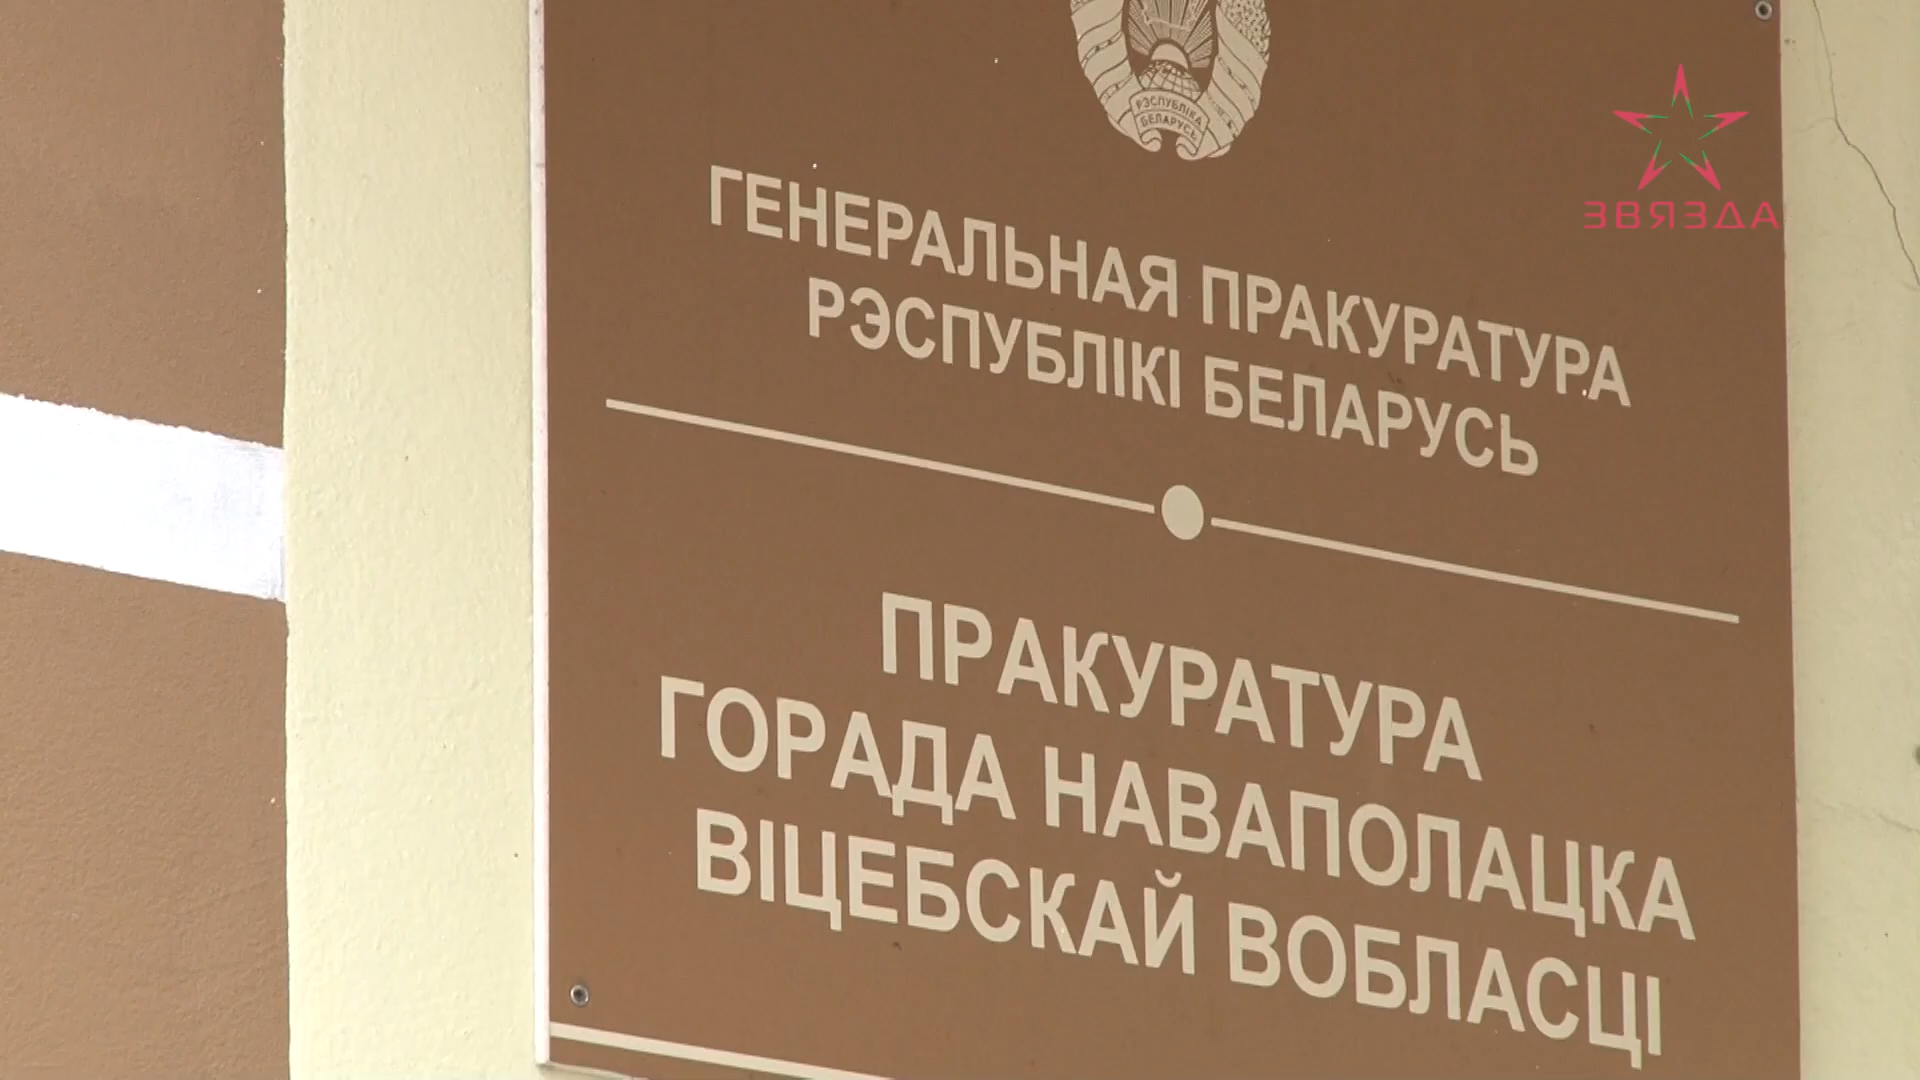 РЭСПУБЛІКА
БЕЛАРУСЬ
ЗВЯЗДА
ГЕНЕРАЛЬНАЯ ПРАКУРАТУРА
РЭСПУБЛІКІ БЕЛАРУСЬ
ПРАКУРАТУРА
ГОРАДА НАВАПОЛАЦКА
ВІЦЕБСКАЙ ВОБЛАСЦІ